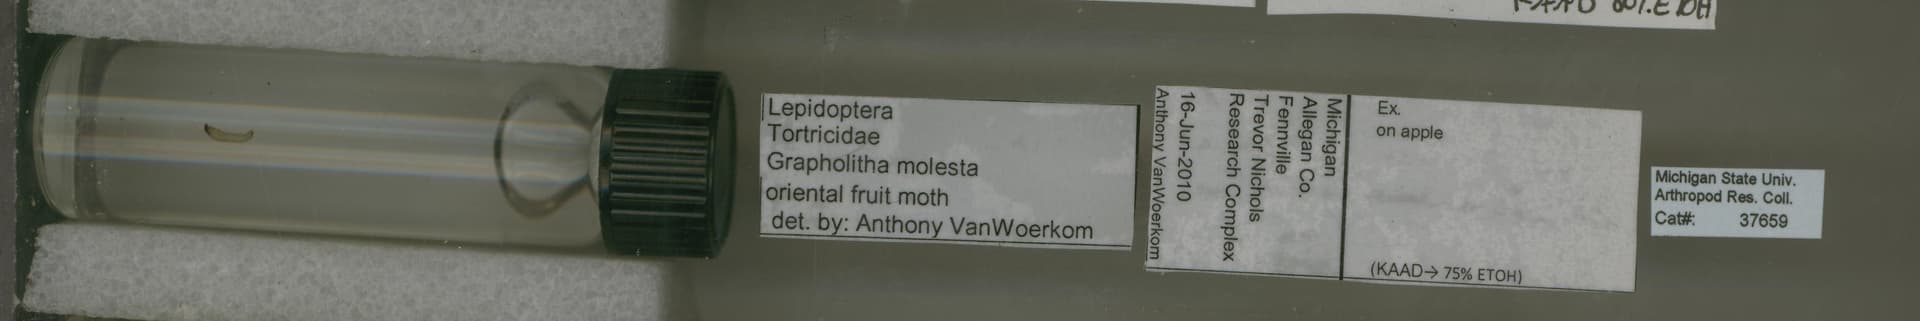 80%.ETOH
Lepidoptera
Tortricidae
Grapholitha molesta
oriental fruit moth
det. by: Anthony VanWoerkom
Michigan
Allegan Co.
Fennville
Trevor Nichols
Research Complex
16-Jun-2010
Anthony VanWoerkom
Ex.
on apple
(KAAD→ 75% ETOH)
Michigan State Univ.
Arthropod Res. Coll.
Cat#: 37659